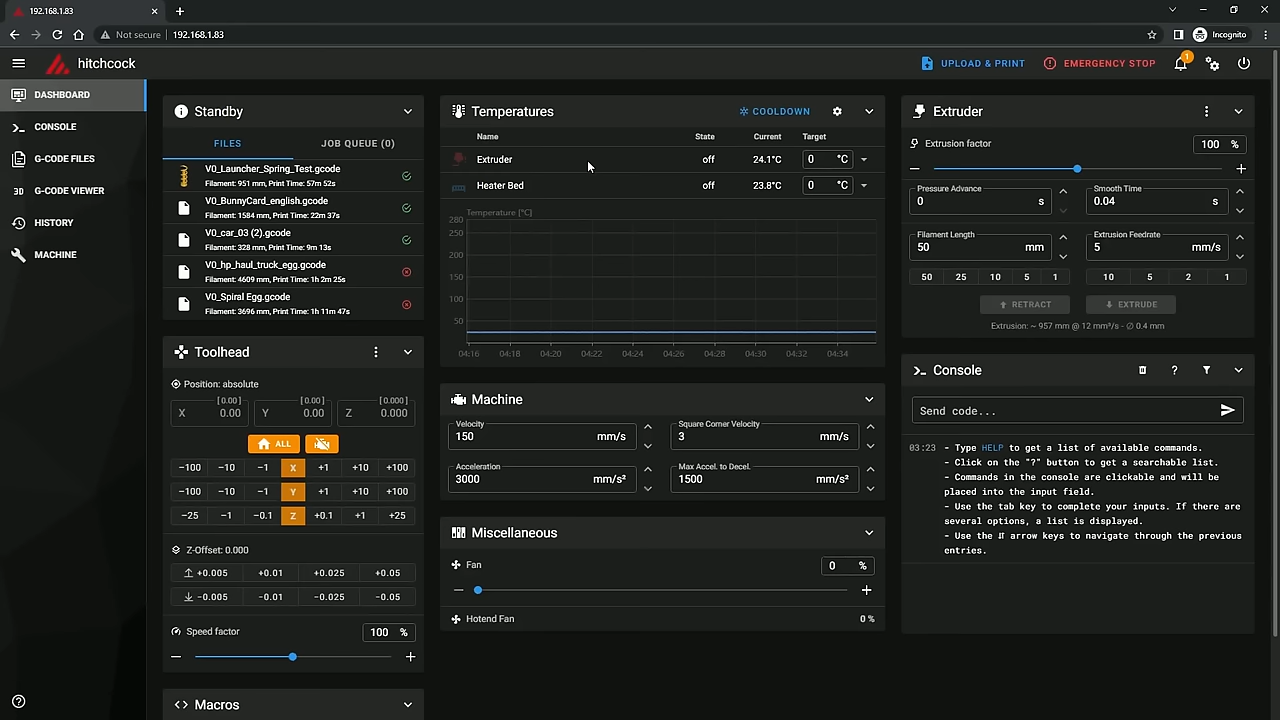 192.168.1.83
Not secure
192.168.1.83
Incognito
hitchcock
UPLOAD & PRINT
EMERGENCY STOP
1
DASHBOARD
CONSOLE
G-CODE FILES
3D G-CODE VIEWER
HISTORY
MACHINE
Standby
FILES
JOB QUEUE (0)
V0_Launcher_Spring_Test.gcode
Filament: 951 mm, Print Time: 57m 52s
V0_BunnyCard_english.gcode
Filament: 1584 mm, Print Time: 22m 37s
V0_car_03 (2).gcode
Filament: 328 mm, Print Time: 9m 13s
V0_hp_haul_truck_egg.gcode
Filament: 4609 mm, Print Time: 1h 2m 25s
V0_Spiral Egg.gcode
Filament: 3696 mm, Print Time: 1h 11m 47s
Toolhead
Position: absolute
[0.00] [0.00] [0.000]
X 0.00 Y 0.00 Z 0.000
ALL
-100 -10 -1 X +1 +10 +100
-100 -10 -1 Y +1 +10 +100
-25 -1 -0.1 Z +0.1 +1 +25
Z-Offset: 0.000
+0.005 +0.01 +0.025 +0.05
-0.005 -0.01 -0.025 -0.05
Speed factor
100 %
Macros
Temperatures
COOLDOWN
Name State Current Target
Extruder off 24.1°C 0 °C
Heater Bed off 23.8°C 0 °C
Temperature [°C]
280
250
200
150
100
50
04:16 04:18 04:20 04:22 04:24 04:26 04:28 04:30 04:32 04:34
Machine
Velocity
150 mm/s
Square Corner Velocity
3 mm/s
Acceleration
3000 mm/s²
Max Accel. to Decel.
1500 mm/s²
Miscellaneous
Fan
0 %
Hotend Fan
0 %
Extruder
Extrusion factor
100 %
Pressure Advance
0 s
Smooth Time
0.04 s
Filament Length
50 mm
Extrusion Feedrate
5 mm/s
50 25 10 5 1
10 5 2 1
RETRACT
EXTRUDE
Extrusion: ~ 957 mm @ 12 mm³/s - ∅ 0.4 mm
Console
Send code...
03:23 - Type HELP to get a list of available commands.
- Click on the "?" button to get a searchable list.
- Commands in the console are clickable and will
be placed into the input field.
- Use the tab key to complete your inputs. If there are
several options, a list is displayed.
- Use the ⇵ arrow keys to navigate through the previous
entries.